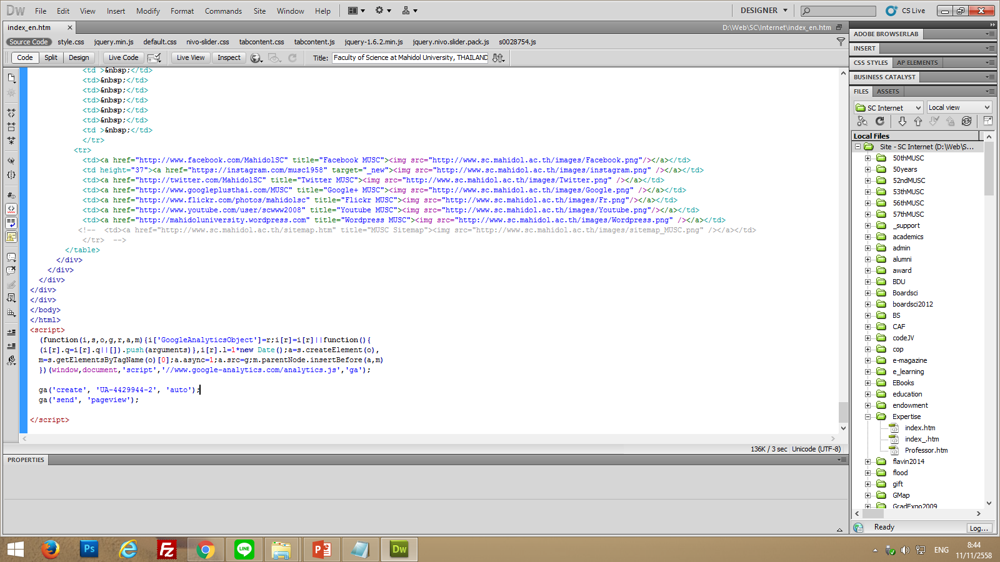 Dw File Edit View Insert Modify Format Commands Site Window Help DESIGNER CS Live
index_en.htm D:\Web\SC\Internet\index_en.htm
Source Code style.css jquery.min.js default.css nivo-slider.css tabcontent.css tabcontent.js jquery-1.6.2.min.js jquery.nivo.slider.pack.js s0028754.js
Code Split Design Live Code Live View Inspect Title: Faculty of Science at Mahidol University, THAILAND
<td >&nbsp;</td>
<td>&nbsp;</td>
<td>&nbsp;</td>
<td>&nbsp;</td>
<td>&nbsp;</td>
<td>&nbsp;</td>
<td >&nbsp;</td>
</tr>
<tr>
<td><a href="http://www.facebook.com/MahidolSC" title="Facebook MUSC"><img src="http://www.sc.mahidol.ac.th/images/Facebook.png"/></a></td>
<td height="37"><a href="https://instagram.com/musc1958" target="_new"><img src="http://www.sc.mahidol.ac.th/images/instagram.png" /></a></td>
<td><a href="http://twitter.com/MahidolSC" title="Twitter MUSC"><img src="http://www.sc.mahidol.ac.th/images/Twitter.png" /></a></td>
<td><a href="http://www.googleplusthai.com/MUSC" title="Google+ MUSC"><img src="http://www.sc.mahidol.ac.th/images/Google.png" /></a></td>
<td><a href="http://www.flickr.com/photos/mahidolsc" title="Flickr MUSC"><img src="http://www.sc.mahidol.ac.th/images/Fr.png"/></a></td>
<td><a href="http://www.youtube.com/user/scwww2008" title="Youtube MUSC"><img src="http://www.sc.mahidol.ac.th/images/Youtube.png"/></a></td>
<td><a href="http://mahidoluniversity.wordpress.com" title="Wordpress MUSC"><img src="http://www.sc.mahidol.ac.th/images/Wordpress.png" /></a></td>
<!--  <td><a href="http://www.sc.mahidol.ac.th/sitemap.htm" title="MUSC Sitemap"><img src="http://www.sc.mahidol.ac.th/images/sitemap_MUSC.png" /></a></td>
</tr>  -->
</table>
</div>
</div>
</div>
</div>
</div>
</body>
</html>
<script>
(function(i,s,o,g,r,a,m){i['GoogleAnalyticsObject']=r;i[r]=i[r]||function(){
(i[r].q=i[r].q||[]).push(arguments)},i[r].l=1*new Date();a=s.createElement(o),
m=s.getElementsByTagName(o)[0];a.async=1;a.src=g;m.parentNode.insertBefore(a,m)
})(window,document,'script','//www.google-analytics.com/analytics.js','ga');
ga('create', 'UA-4429944-2', 'auto');
ga('send', 'pageview');
</script>
136K / 3 sec Unicode (UTF-8)
PROPERTIES
ADOBE BROWSERLAB
INSERT
CSS STYLES AP ELEMENTS
BUSINESS CATALYST
FILES ASSETS
SC Internet Local view
Local Files
Site - SC Internet (D:\Web\S...
50thMUSC
50years
52ndMUSC
53thMUSC
56thMUSC
57thMUSC
_support
academics
admin
alumni
award
BDU
Boardsci
boardsci2012
BS
CAF
codeJV
cop
e-magazine
e_learning
EBooks
education
endowment
Expertise
index.htm
index_.htm
Professor.htm
flavin2014
flood
gift
GMap
GradExpo2009
Ready Log...
Ps Fz LINE P Dw ENG 8:44
11/11/2558